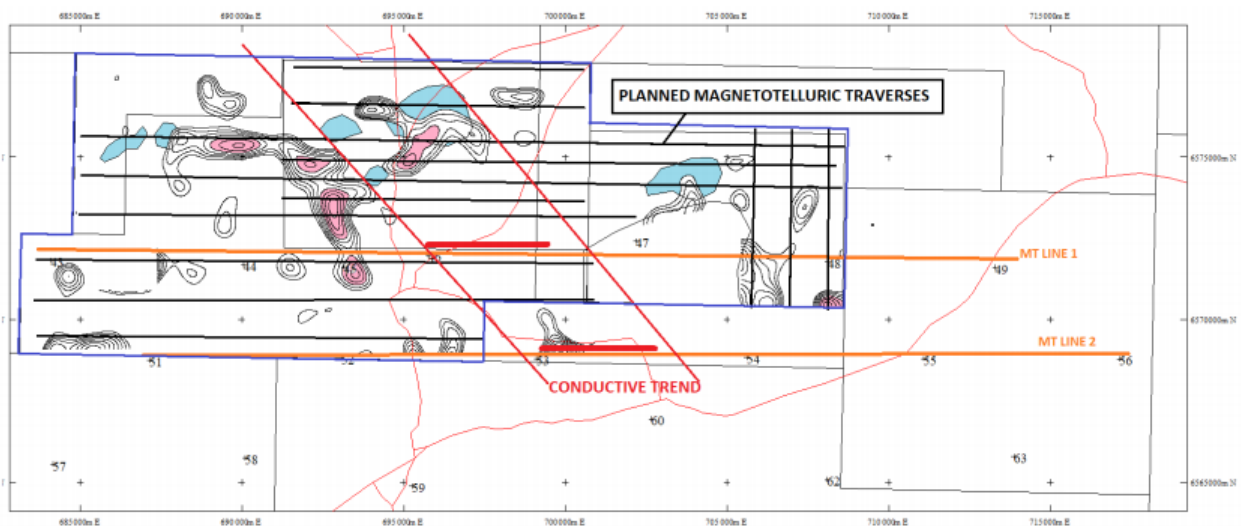 685000m E 690000m E 695000m E 700000m E 705000m E 710000m E 715000m E
PLANNED MAGNETOTELLURIC TRAVERSES
6575000m N
47
MT LINE 1
43 44 48 49
6570000m N
MT LINE 2
51 52 53 54 55 56
CONDUCTIVE TREND
60
57 58 63
59 62
6565000m N
685000m E 690000m E 695000m E 700000m E 705000m E 710000m E 715000m E